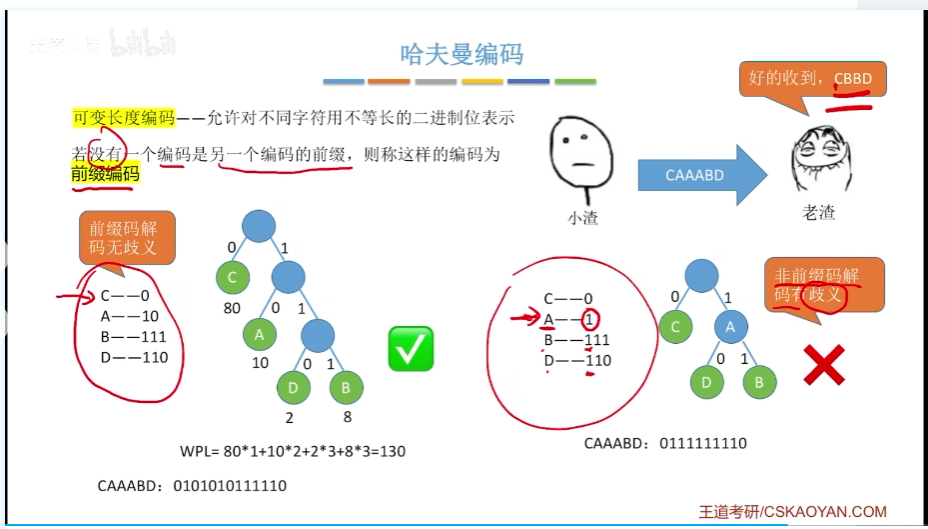 bilibili
哈夫曼编码
好的收到，CBBD
可变长度编码——允许对不同字符用不等长的二进制位表示
若没有一个编码是另一个编码的前缀，则称这样的编码为
前缀编码
CAAABD
小渣
老渣
前缀码解
码无歧义
C——0
A——10
B——111
D——110
0 1
C
80 0 1
A
10 0 1
D B
2 8
WPL= 80*1+10*2+2*3+8*3=130
CAAABD：0101010111110
C——0
A——1
B——111
D——110
0 1
C A
0 1
D B
非前缀码解
码有歧义
CAAABD：0111111110
王道考研/CSKAOYAN.COM